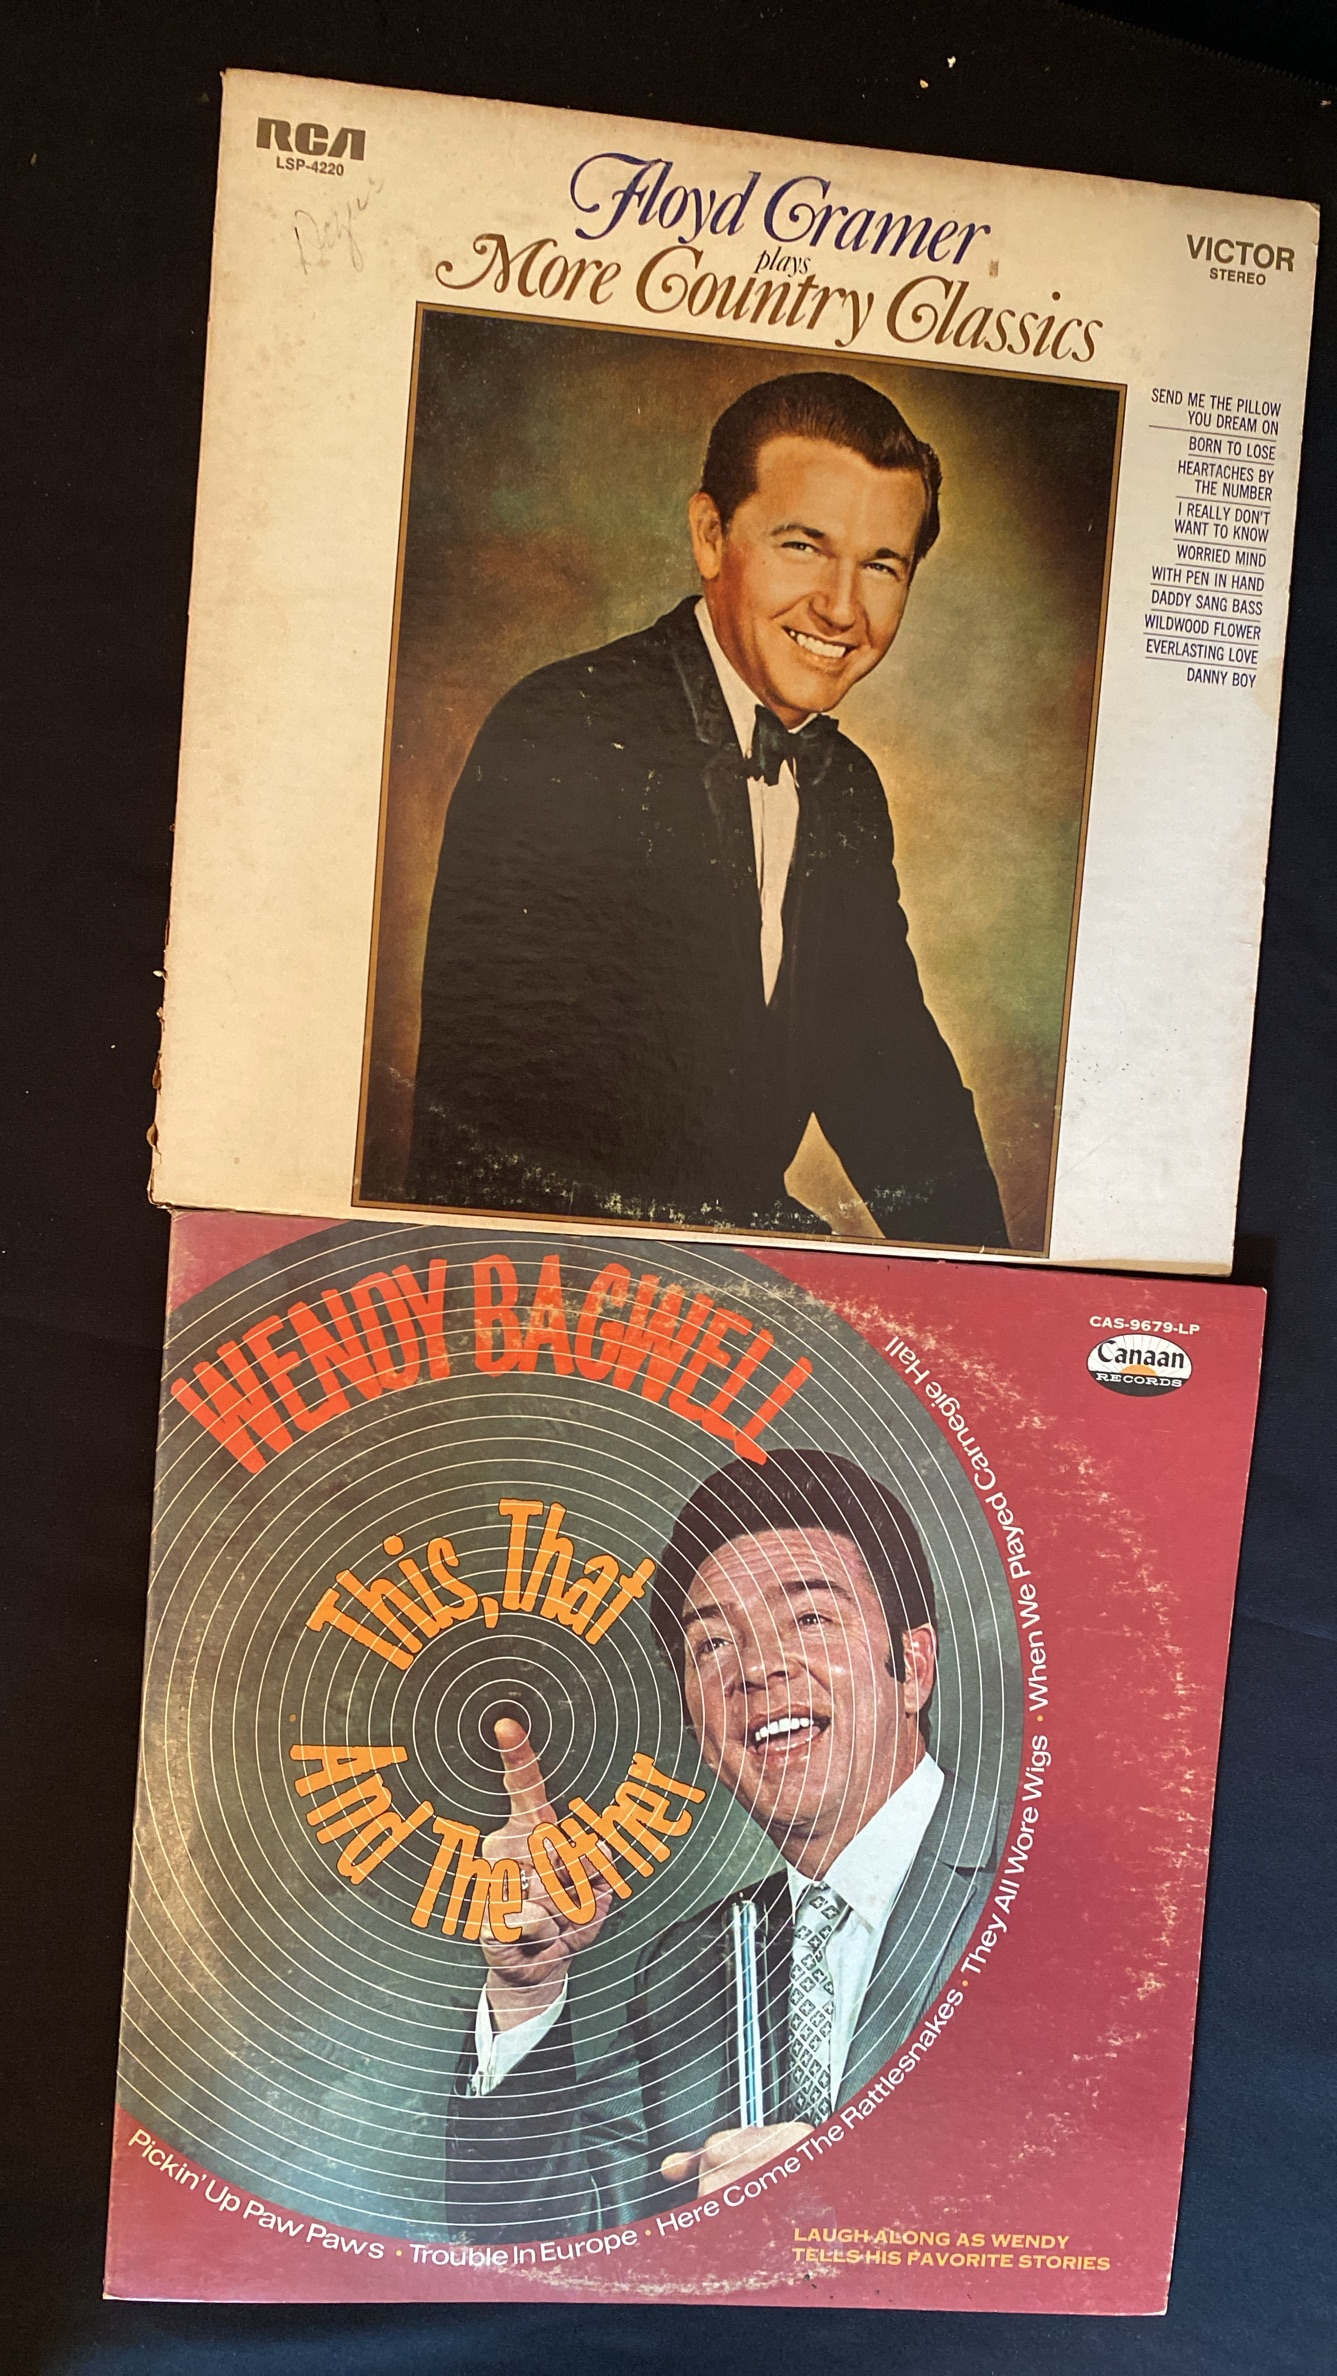 RCA
LSP-4220
Floyd Cramer
plays
More Country Classics
VICTOR
STEREO
SEND ME THE PILLOW
YOU DREAM ON
BORN TO LOSE
HEARTACHES BY
THE NUMBER
I REALLY DON'T
WANT TO KNOW
WORRIED MIND
WITH PEN IN HAND
DADDY SANG BASS
WILDWOOD FLOWER
EVERLASTING LOVE
DANNY BOY
WENDY BAGWELL
This, That
And The Other
CAS-9679-LP
Canaan
RECORDS
Pickin' Up Paw Paws • Trouble In Europe • Here Come The Rattlesnakes • They All Wore Wigs • When We Played Carnegie Hall
LAUGH ALONG AS WENDY
TELLS HIS FAVORITE STORIES